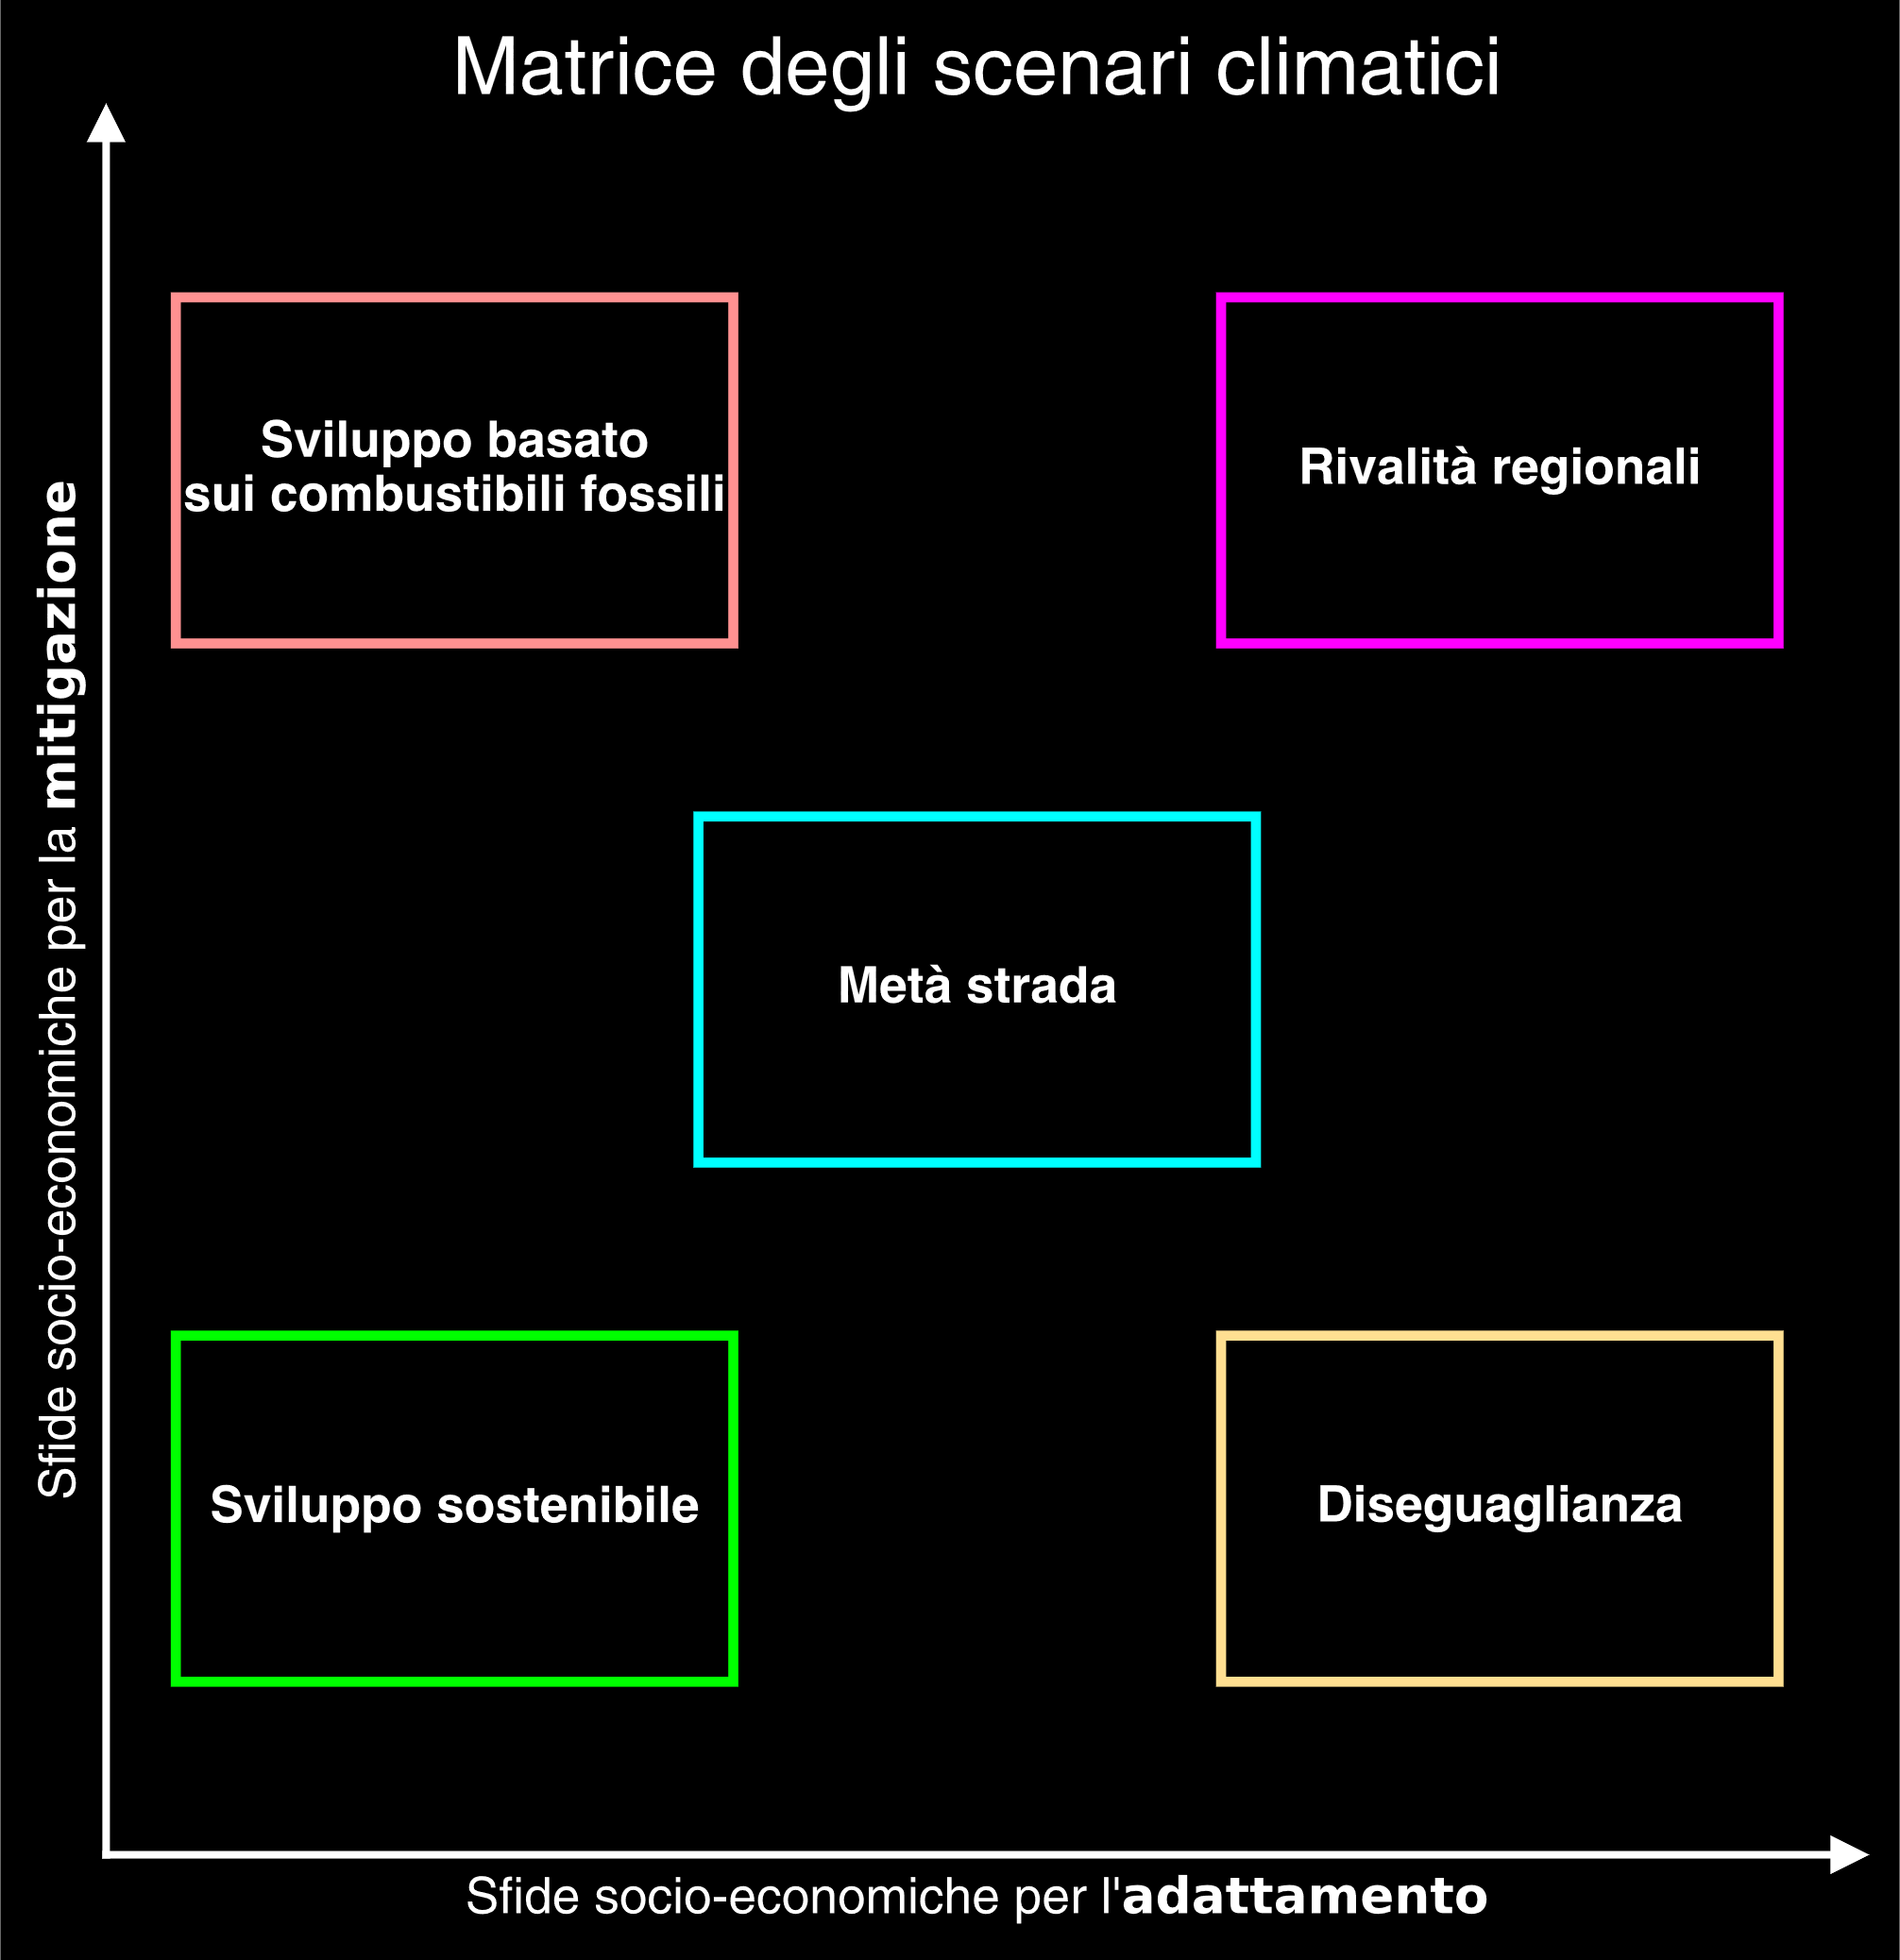 Matrice degli scenari climatici
Sviluppo basato
sui combustibili fossili
Rivalità regionali
Sfide socio-economiche per la mitigazione
Metà strada
Sviluppo sostenibile
Diseguaglianza
Sfide socio-economiche per l'adattamento